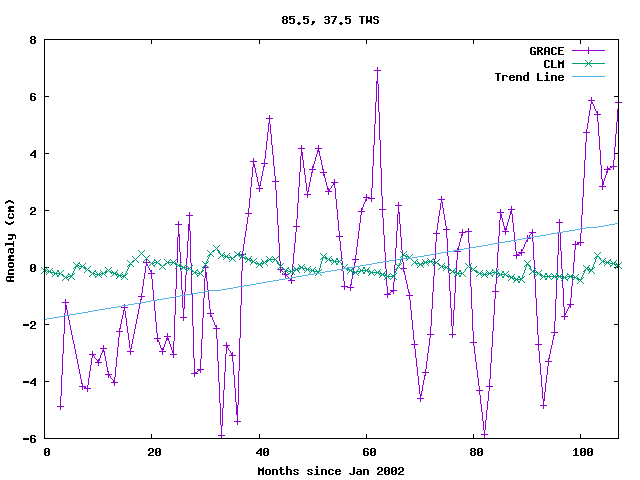 85.5, 37.5 TWS
GRACE
CLM
Trend Line
8
6
4
2
0
-2
-4
-6
Anomaly (cm)
0 20 40 60 80 100
Months since Jan 2002